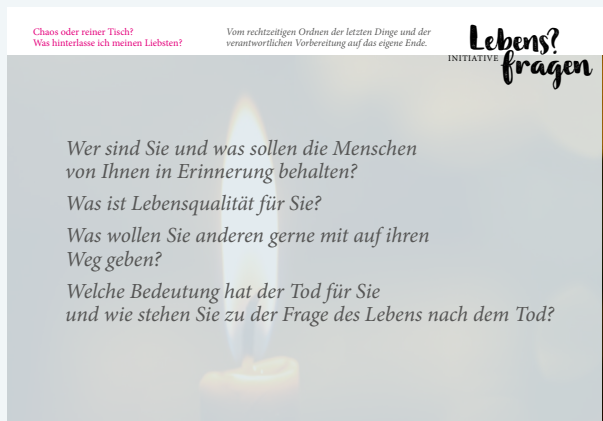 Chaos oder reiner Tisch?
Was hinterlasse ich meinen Liebsten?
Vom rechtzeitigen Ordnen der letzten Dinge und der
verantwortlichen Vorbereitung auf das eigene Ende.
Lebens?
INITIATIVE
fragen
Wer sind Sie und was sollen die Menschen
von Ihnen in Erinnerung behalten?
Was ist Lebensqualität für Sie?
Was wollen Sie anderen gerne mit auf ihren
Weg geben?
Welche Bedeutung hat der Tod für Sie
und wie stehen Sie zu der Frage des Lebens nach dem Tod?